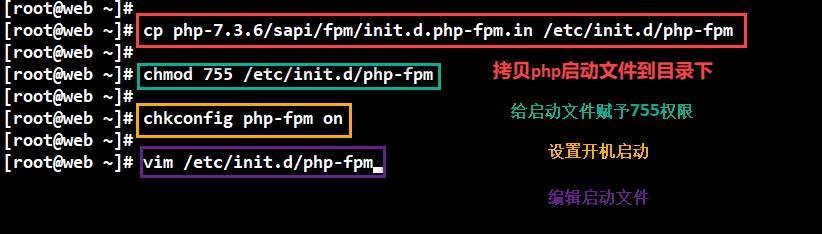 [root@web ~]#
[root@web ~]# cp php-7.3.6/sapi/fpm/init.d.php-fpm.in /etc/init.d/php-fpm
[root@web ~]#
[root@web ~]# chmod 755 /etc/init.d/php-fpm 拷贝php启动文件到目录下
[root@web ~]#
[root@web ~]# chkconfig php-fpm on 给启动文件赋予755权限
[root@web ~]# 设置开机启动
[root@web ~]# vim /etc/init.d/php-fpm
编辑启动文件